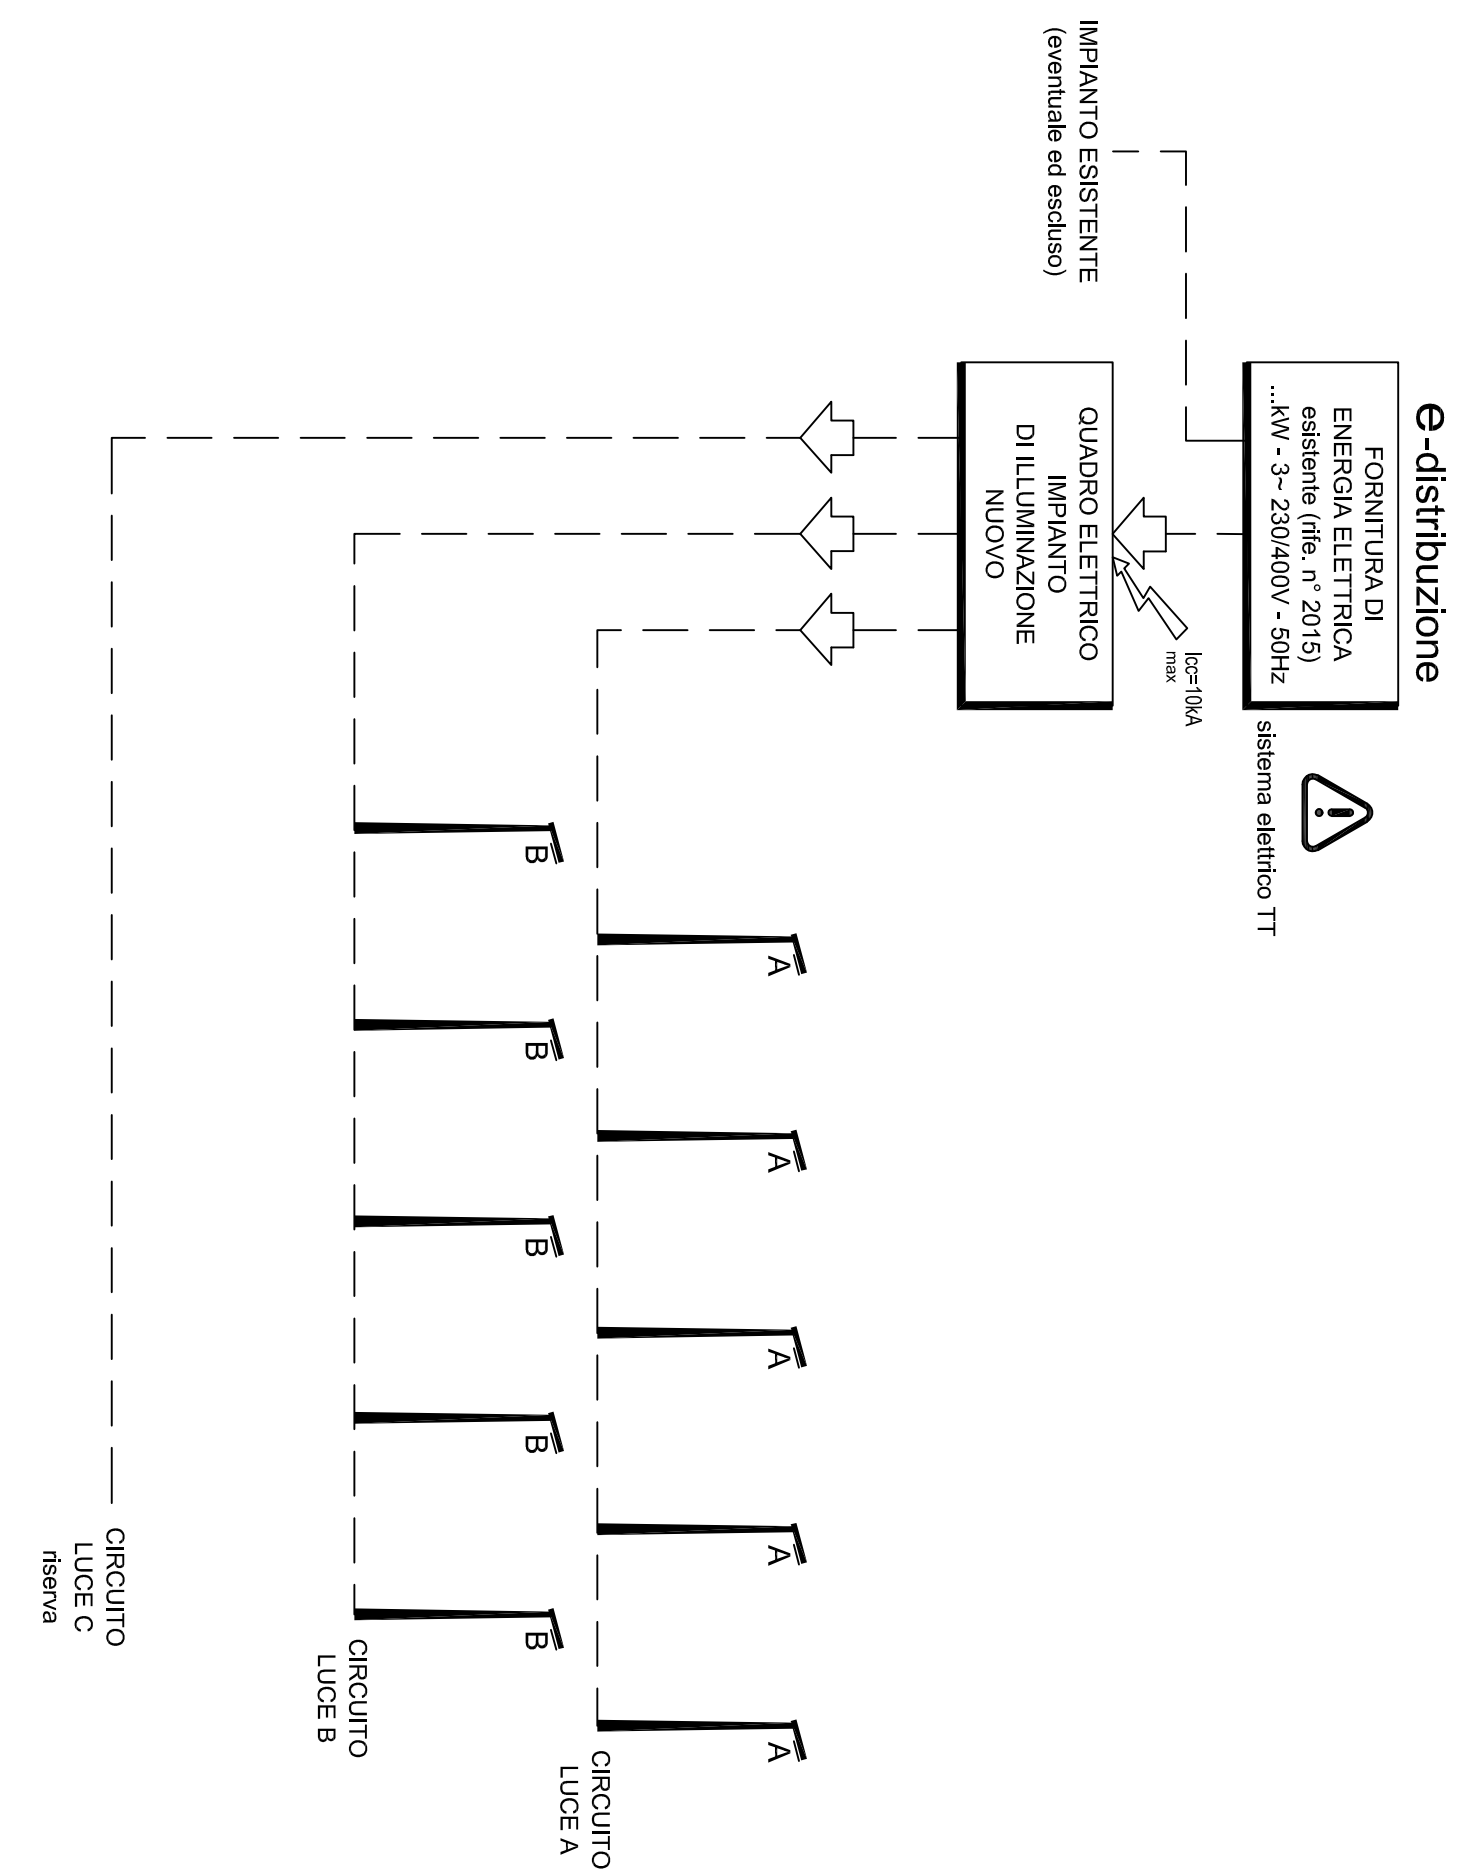 e-distribuzione
FORNITURA DI
ENERGIA ELETTRICA
esistente (rife. n° 2015)
...kW - 3~ 230/400V - 50Hz
sistema elettrico TT
Icc=10kA
max
IMPIANTO ESISTENTE
(eventuale ed escluso)
QUADRO ELETTRICO
IMPIANTO
DI ILLUMINAZIONE
NUOVO
A
A
A
A
A
CIRCUITO
LUCE A
B
B
B
B
B
CIRCUITO
LUCE B
CIRCUITO
LUCE C
riserva